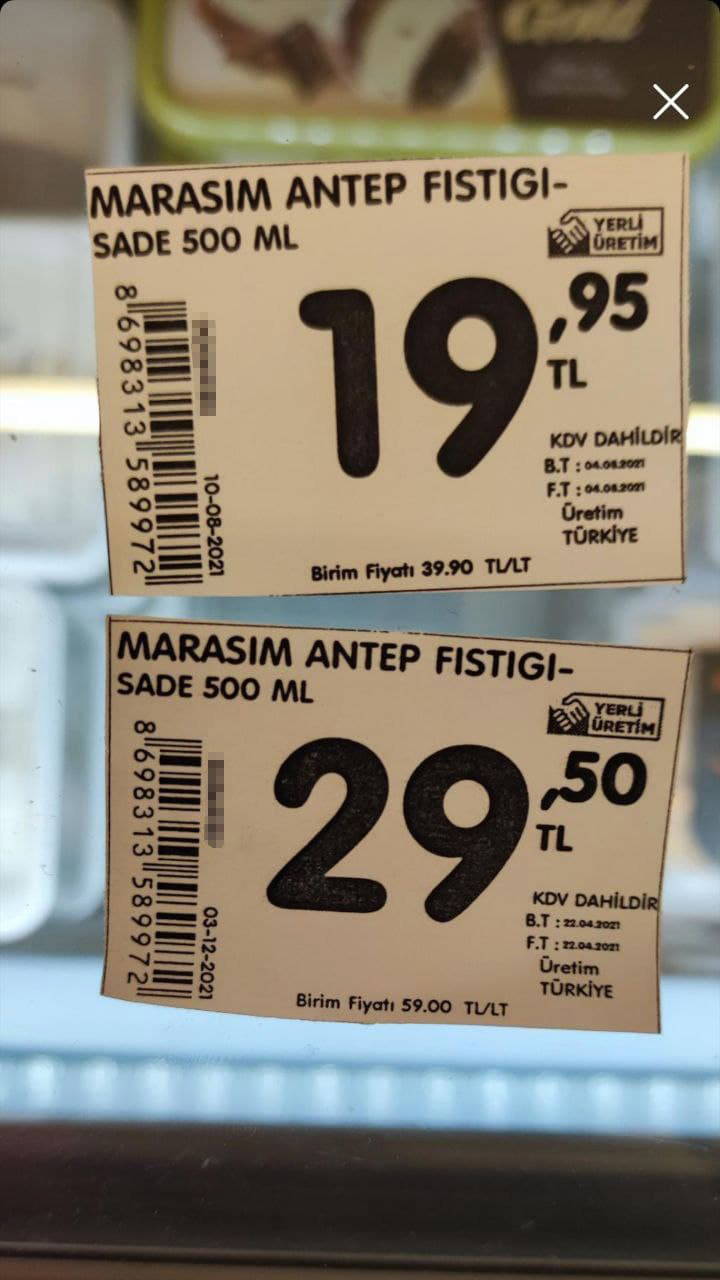 Gold
MARASIM ANTEP FISTIGI-
SADE 500 ML
YERLİ
ÜRETİM
19,95
TL
KDV DAHİLDİR
B.T : 04.08.2021
F.T : 04.08.2021
Üretim
TÜRKİYE
Birim Fiyatı 39.90 TL/LT
8 698313 589972
10-08-2021
MARASIM ANTEP FISTIGI-
SADE 500 ML
YERLİ
ÜRETİM
29,50
TL
KDV DAHİLDİR
B.T : 22.04.2021
F.T : 22.04.2021
Üretim
TÜRKİYE
Birim Fiyatı 59.00 TL/LT
8 698313 589972
03-12-2021